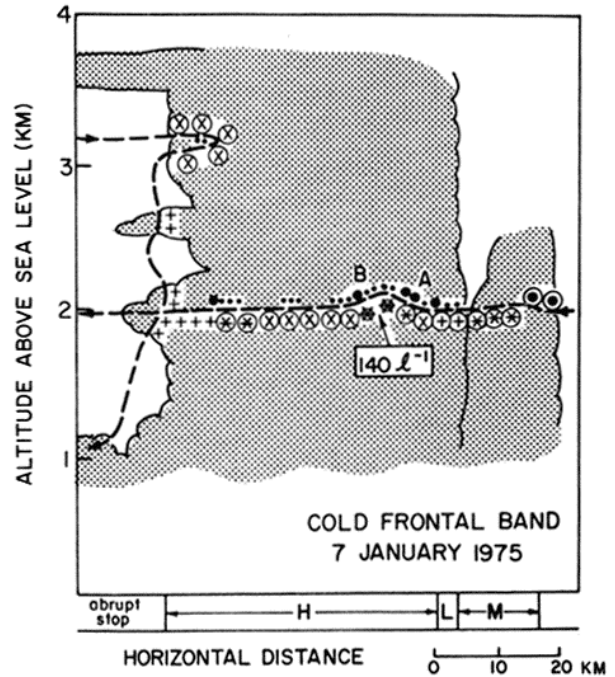 4
3
2
1
ALTITUDE ABOVE SEA LEVEL (KM)
B
A
140 ℓ⁻¹
COLD FRONTAL BAND
7 JANUARY 1975
abrupt
stop
H
L
M
HORIZONTAL DISTANCE
0 10 20 KM